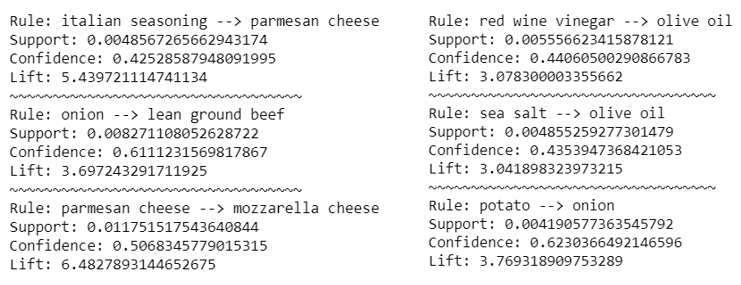 Rule: italian seasoning --> parmesan cheese
Support: 0.0048567265662943174
Confidence: 0.42528587948091995
Lift: 5.439721114741134
~~~~~~~~~~~~~~~~~~~~~~~~~~~~~~~~~~~
Rule: onion --> lean ground beef
Support: 0.008271108052628722
Confidence: 0.6111231569817867
Lift: 3.697243291711925
~~~~~~~~~~~~~~~~~~~~~~~~~~~~~~~~~~~
Rule: parmesan cheese --> mozzarella cheese
Support: 0.011751517543640844
Confidence: 0.5068345779015315
Lift: 6.4827893144652675
Rule: red wine vinegar --> olive oil
Support: 0.005556623415878121
Confidence: 0.44060500290866783
Lift: 3.078300003355662
~~~~~~~~~~~~~~~~~~~~~~~~~~~~~~~~~~~
Rule: sea salt --> olive oil
Support: 0.004855259277301479
Confidence: 0.4353947368421053
Lift: 3.041898323973215
~~~~~~~~~~~~~~~~~~~~~~~~~~~~~~~~~~~
Rule: potato --> onion
Support: 0.004190577363545792
Confidence: 0.6230366492146596
Lift: 3.769318909753289